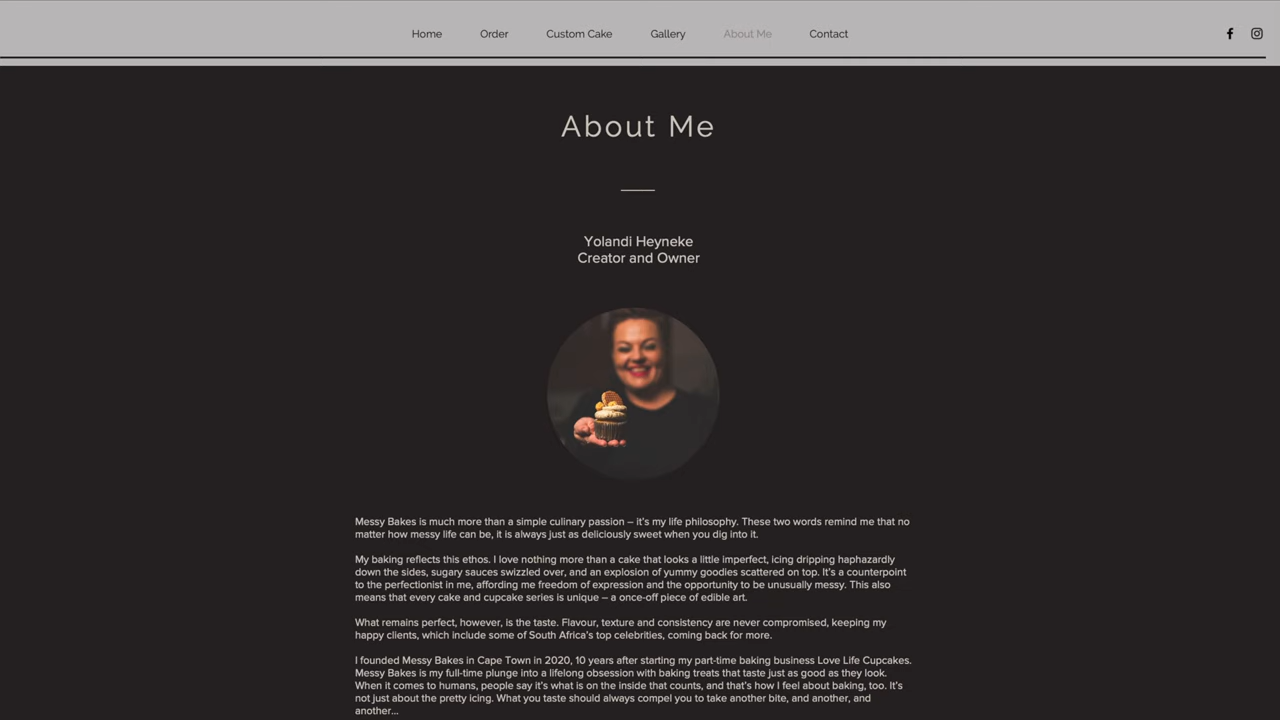 Home Order Custom Cake Gallery About Me Contact
About Me
Yolandi Heyneke
Creator and Owner
Messy Bakes is much more than a simple culinary passion – it's my life philosophy. These two words remind me that no
matter how messy life can be, it is always just as deliciously sweet when you dig into it.
My baking reflects this ethos. I love nothing more than a cake that looks a little imperfect, icing dripping haphazardly
down the sides, sugary sauces swizzled over, and an explosion of yummy goodies scattered on top. It's a counterpoint
to the perfectionist in me, affording me freedom of expression and the opportunity to be unusually messy. This also
means that every cake and cupcake series is unique – a once-off piece of edible art.
What remains perfect, however, is the taste. Flavour, texture and consistency are never compromised, keeping my
happy clients, which include some of South Africa's top celebrities, coming back for more.
I founded Messy Bakes in Cape Town in 2020, 10 years after starting my part-time baking business Love Life Cupcakes.
Messy Bakes is my full-time plunge into a lifelong obsession with baking treats that taste just as good as they look.
When it comes to humans, people say it's what is on the inside that counts, and that's how I feel about baking, too. It's
not just about the pretty icing. What you taste should always compel you to take another bite, and another, and
another...